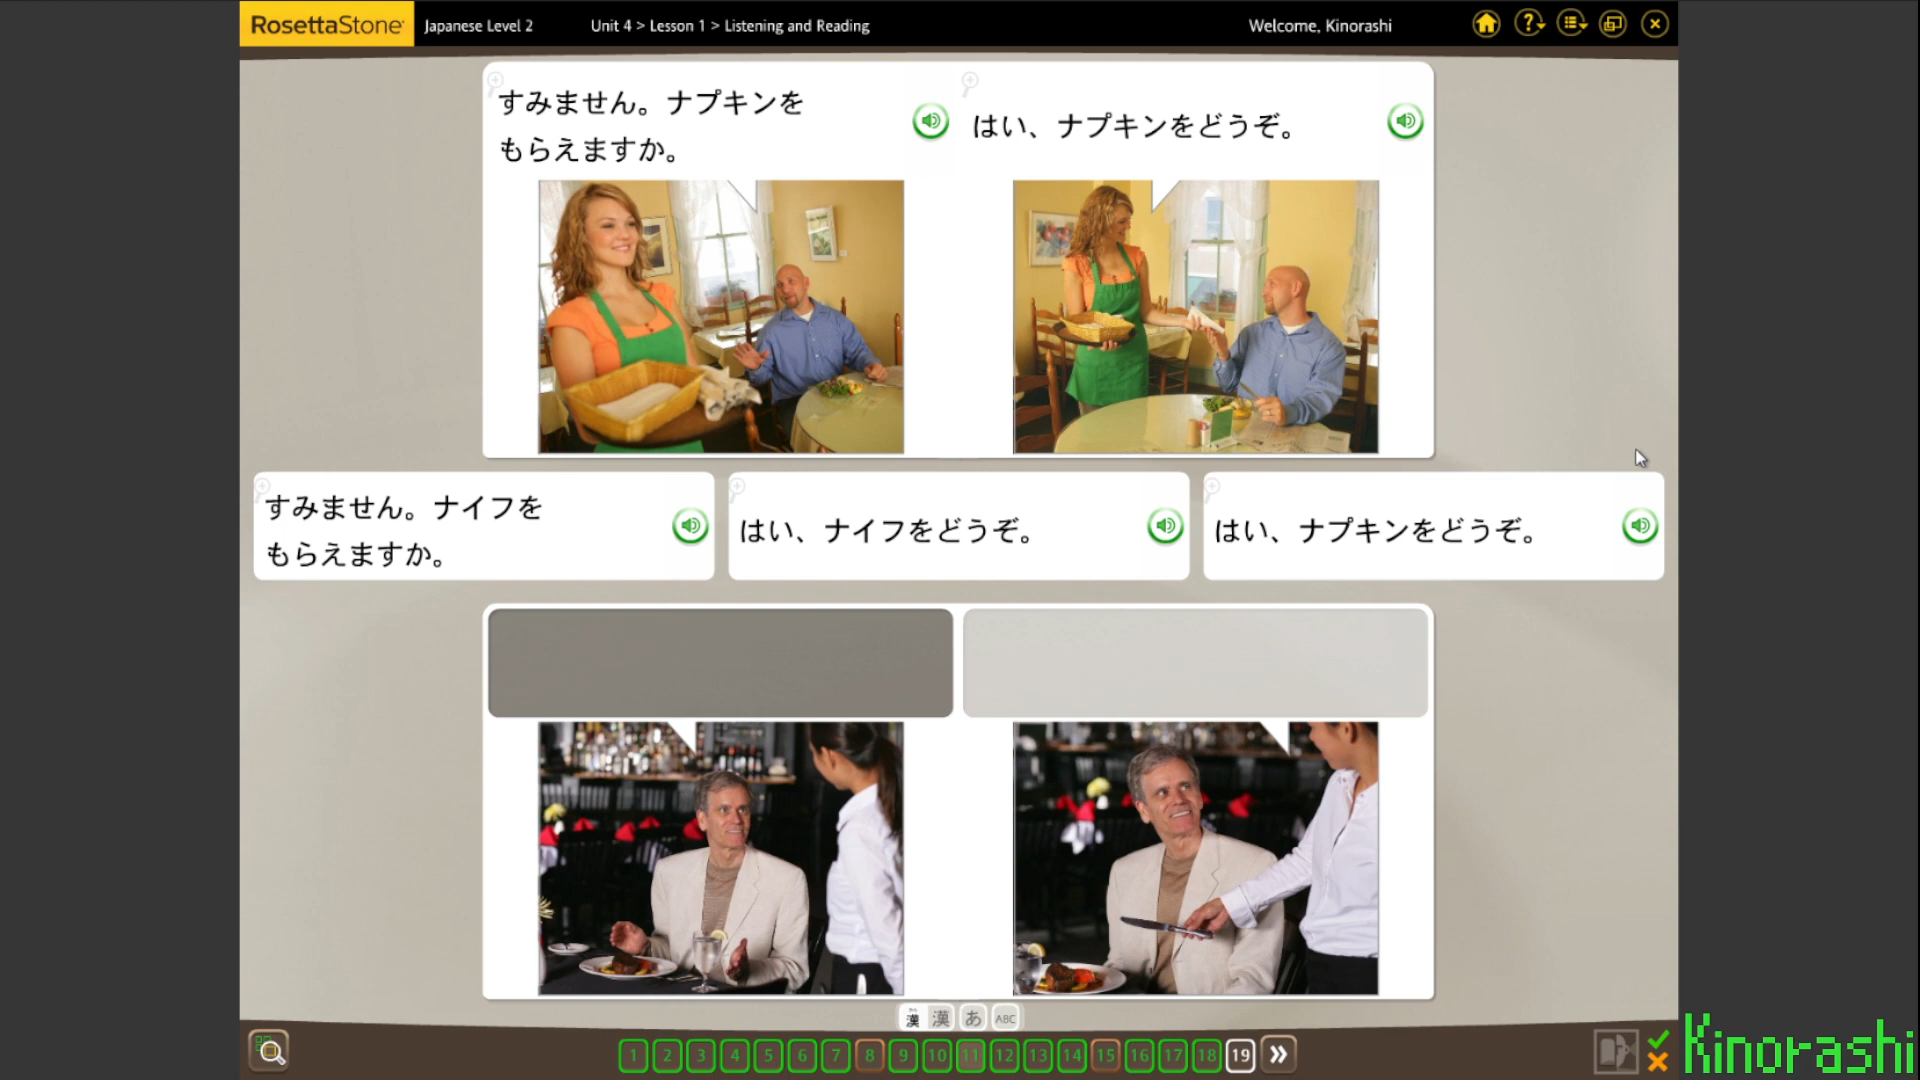 RosettaStone
Japanese Level 2
Unit 4 > Lesson 1 > Listening and Reading
Welcome, Kinorashi
すみません。ナプキンを
もらえますか。
はい、ナプキンをどうぞ。
すみません。ナイフを
もらえますか。
はい、ナイフをどうぞ。
はい、ナプキンをどうぞ。
漢 漢 あ ABC
1 2 3 4 5 6 7 8 9 10 11 12 13 14 15 16 17 18 19
Kinorashi